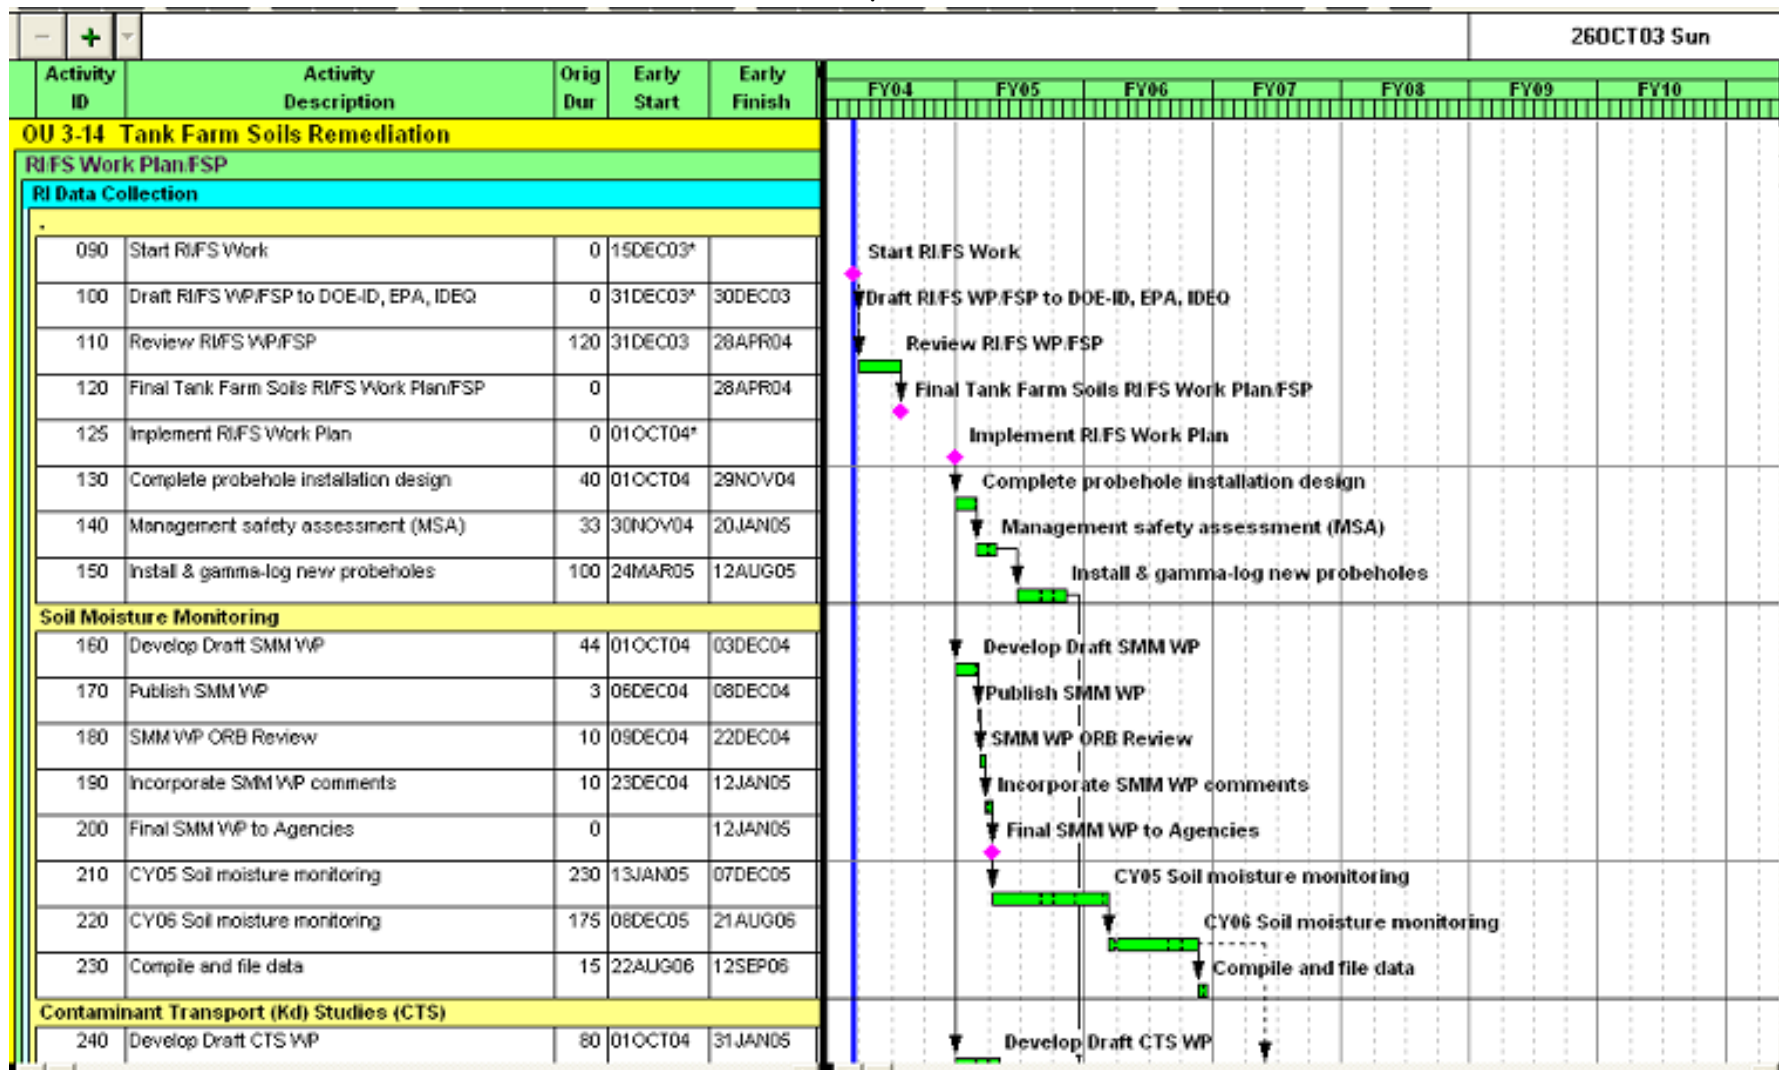 26OCT03 Sun
Activity ID Activity Description Orig Dur Early Start Early Finish FY04 FY05 FY06 FY07 FY08 FY09 FY10
OU 3-14 Tank Farm Soils Remediation
RI/FS Work Plan/FSP
RI Data Collection
.
090 Start RI/FS Work 0 15DEC03* Start RI/FS Work
100 Draft RI/FS WP/FSP to DOE-ID, EPA, IDEQ 0 31DEC03* 30DEC03 Draft RI/FS WP/FSP to DOE-ID, EPA, IDEQ
110 Review RI/FS WP/FSP 120 31DEC03 28APR04 Review RI/FS WP/FSP
120 Final Tank Farm Soils RI/FS Work Plan/FSP 0 28APR04 Final Tank Farm Soils RI/FS Work Plan/FSP
125 Implement RI/FS Work Plan 0 01OCT04* Implement RI/FS Work Plan
130 Complete probehole installation design 40 01OCT04 29NOV04 Complete probehole installation design
140 Management safety assessment (MSA) 33 30NOV04 20JAN05 Management safety assessment (MSA)
150 Install & gamma-log new probeholes 100 24MAR05 12AUG05 Install & gamma-log new probeholes
Soil Moisture Monitoring
160 Develop Draft SMM WP 44 01OCT04 03DEC04 Develop Draft SMM WP
170 Publish SMM WP 3 06DEC04 08DEC04 Publish SMM WP
180 SMM WP ORB Review 10 09DEC04 22DEC04 SMM WP ORB Review
190 Incorporate SMM WP comments 10 23DEC04 12JAN05 Incorporate SMM WP comments
200 Final SMM WP to Agencies 0 12JAN05 Final SMM WP to Agencies
210 CY05 Soil moisture monitoring 230 13JAN05 07DEC05 CY05 Soil moisture monitoring
220 CY06 Soil moisture monitoring 175 08DEC05 21AUG06 CY06 Soil moisture monitoring
230 Compile and file data 15 22AUG06 12SEP06 Compile and file data
Contaminant Transport (Kd) Studies (CTS)
240 Develop Draft CTS WP 80 01OCT04 31JAN05 Develop Draft CTS WP